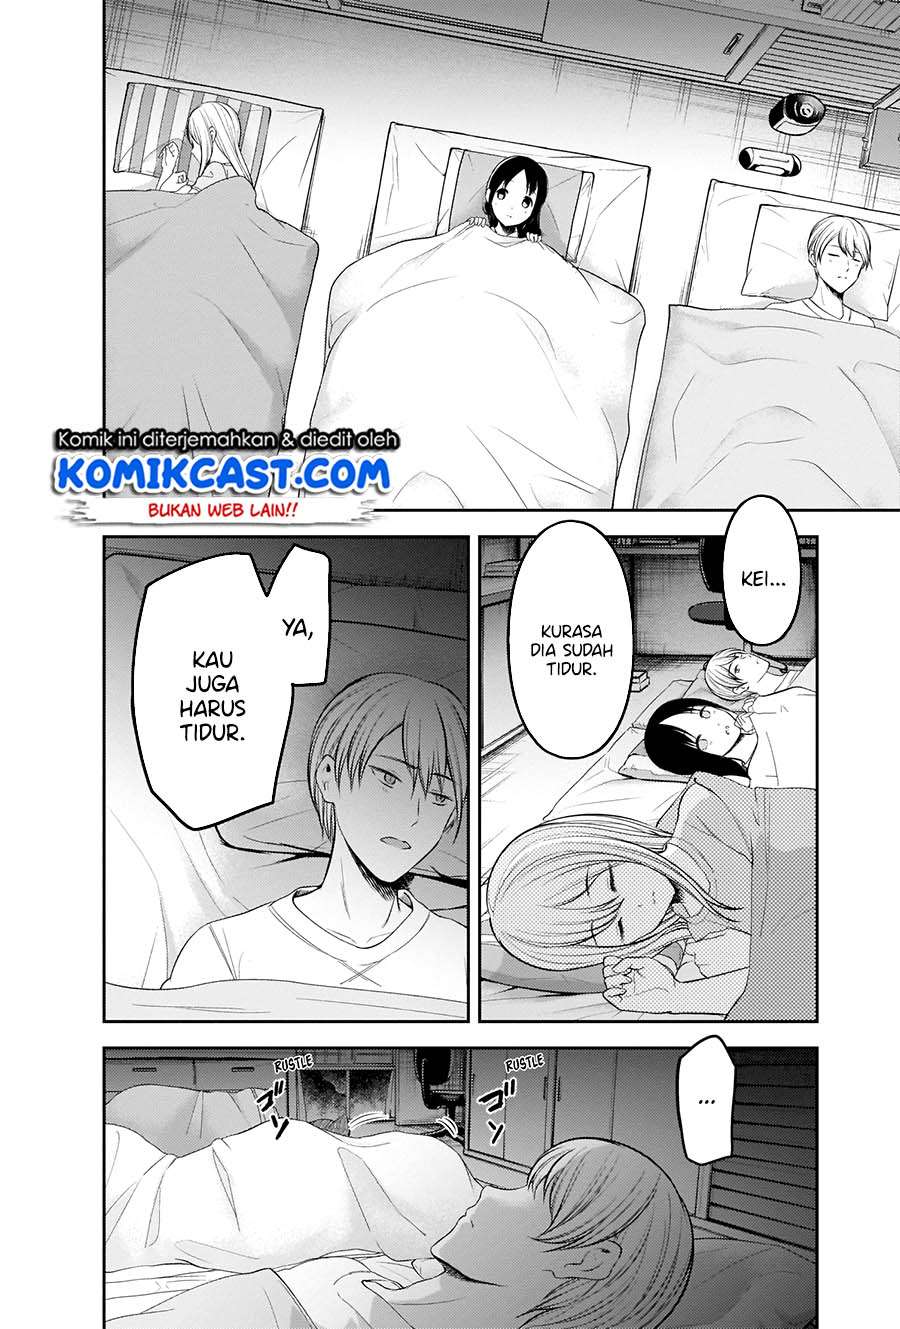 Komik ini diterjemahkan & diedit oleh
KOMIKCAST.COM
BUKAN WEB LAIN!!
KEI...
KURASA
DIA SUDAH
TIDUR.
YA,
KAU
JUGA
HARUS
TIDUR.
...
RUSTLE
ゴソ
RUSTLE
ゴソ